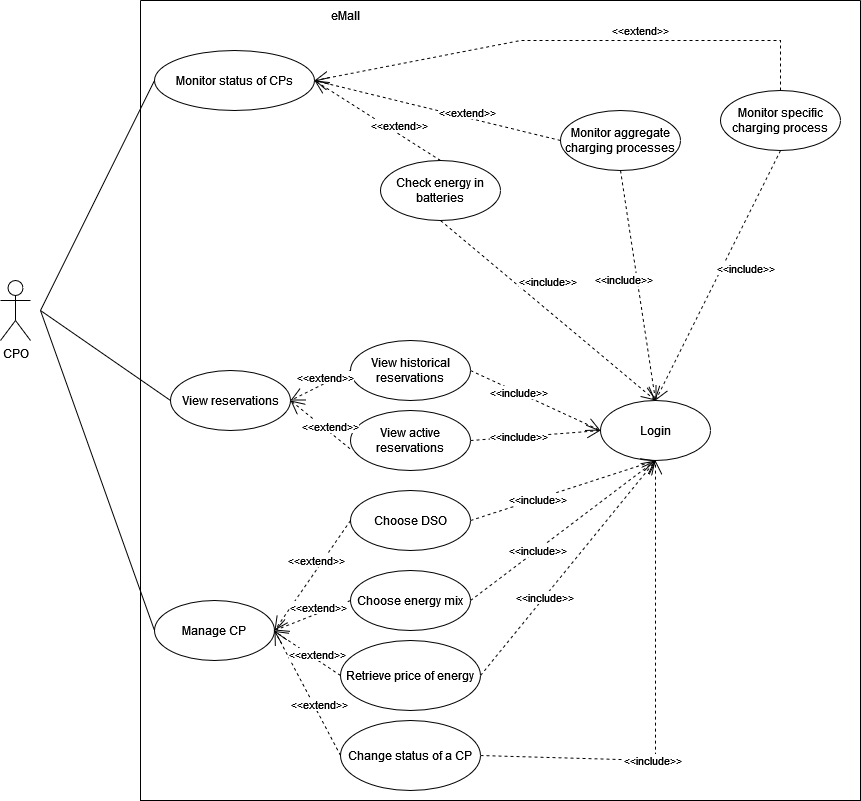 eMall
<<extend>>
Monitor status of CPs
Monitor specific
charging process
<<extend>>
<<extend>>
Monitor aggregate
charging processes
Check energy in
batteries
<<include>>
<<include>>
<<include>>
CPO
View historical
reservations
<<extend>>
<<include>>
View reservations
<<extend>>
View active
reservations
<<include>>
Login
Choose DSO
<<include>>
<<extend>>
<<include>>
Choose energy mix
<<extend>>
<<include>>
Manage CP
<<extend>>
Retrieve price of energy
<<extend>>
Change status of a CP
<<include>>